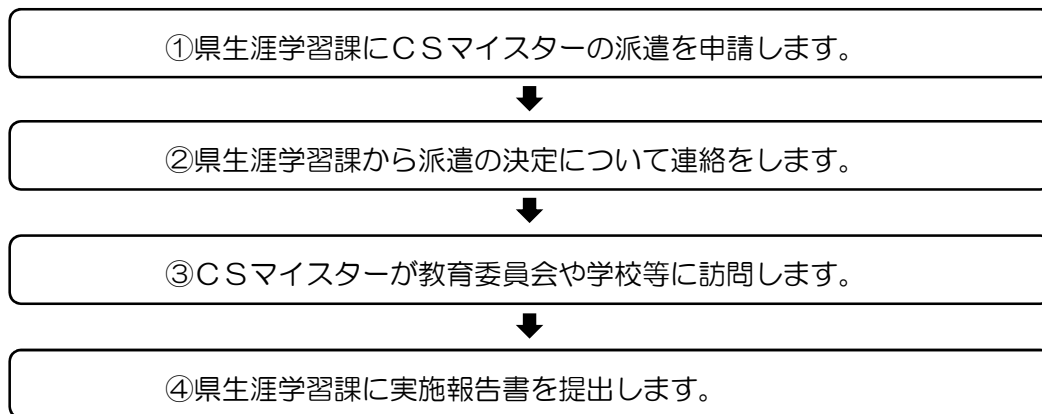 ①県生涯学習課にＣＳマイスターの派遣を申請します。
②県生涯学習課から派遣の決定について連絡をします。
③ＣＳマイスターが教育委員会や学校等に訪問します。
④県生涯学習課に実施報告書を提出します。